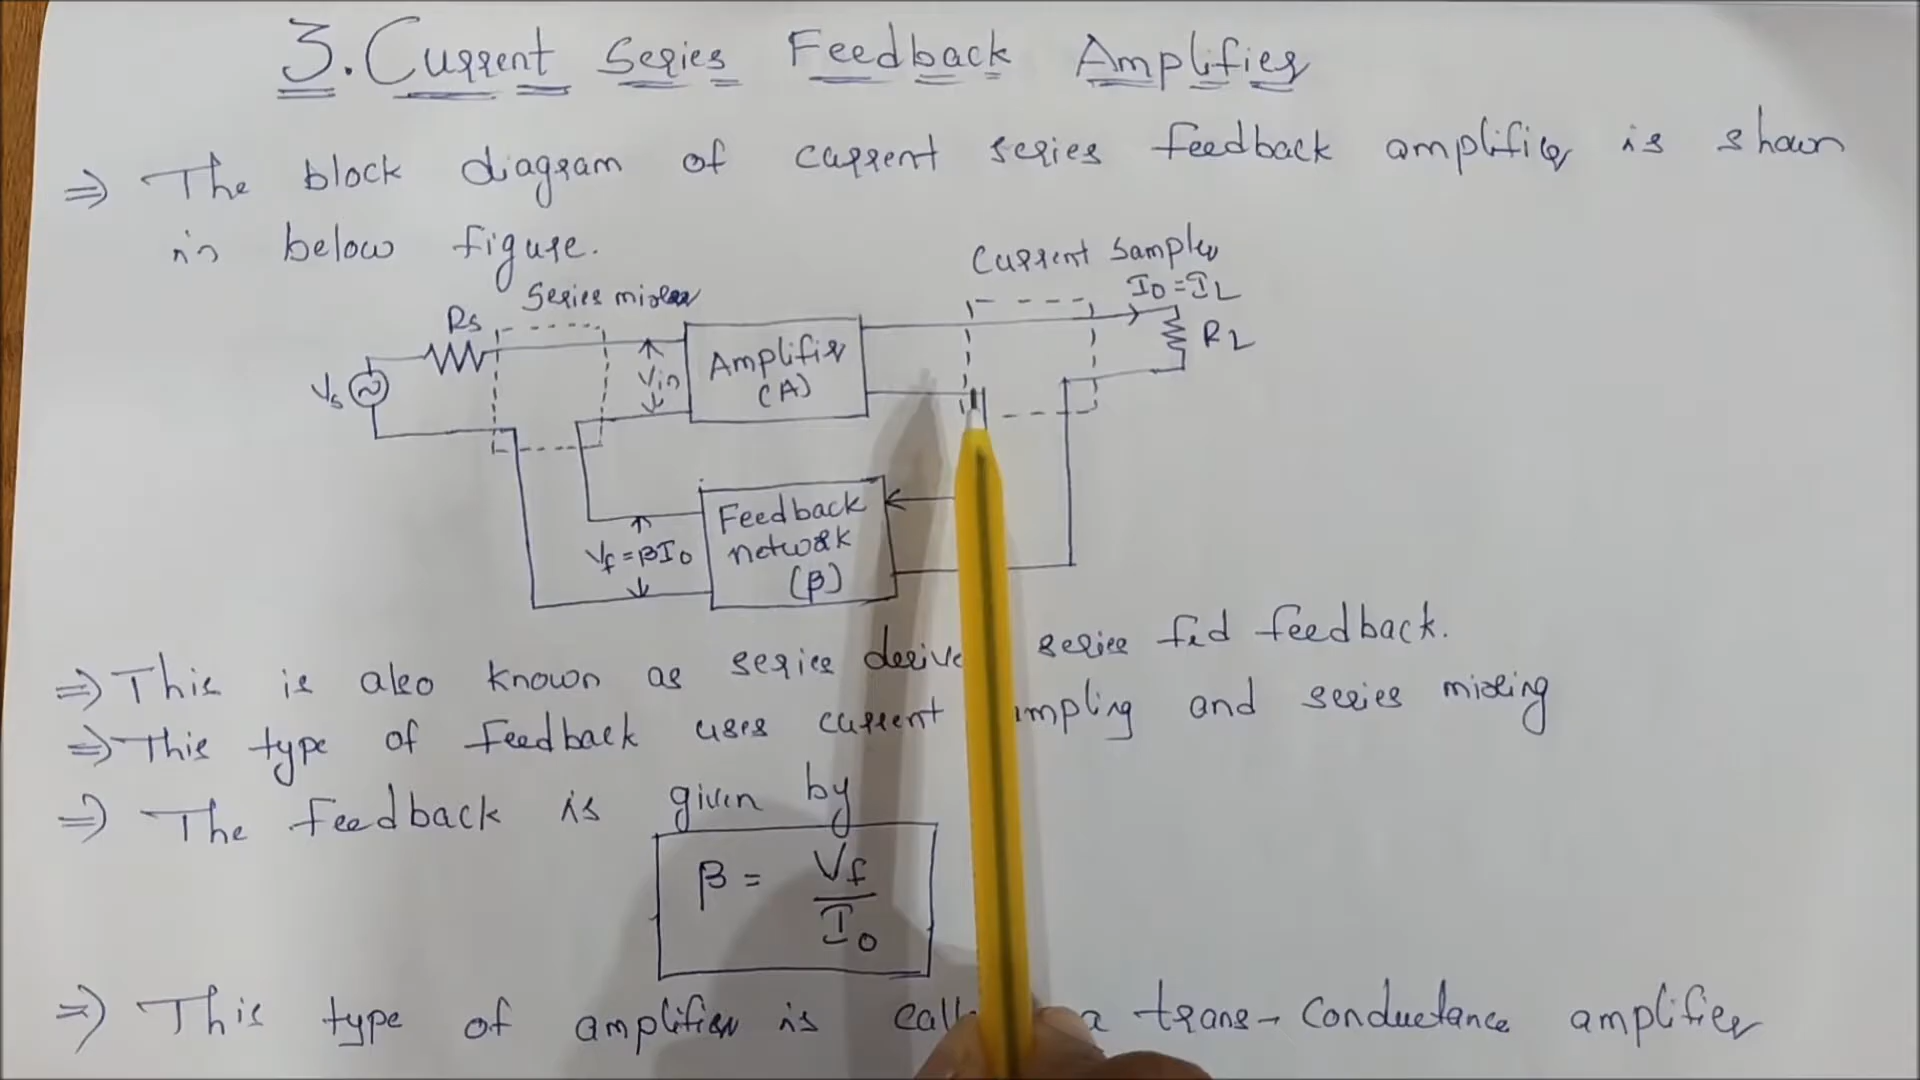 3. Current Series Feedback Amplifier
⇒ The block diagram of current series feedback amplifier is shown
in below figure.
Current Sampler
Series mixer
Io = IL
Rs
RL
Vs
Vin
Amplifier
(A)
Feedback
network
(β)
Vf = βIo
⇒ This is also known as series series fed feedback.
⇒ This type of feedback uses current and series mixing
⇒ The feedback is given by
β = Vf / Io
⇒ This type of amplifier is a trans-conductance amplifier